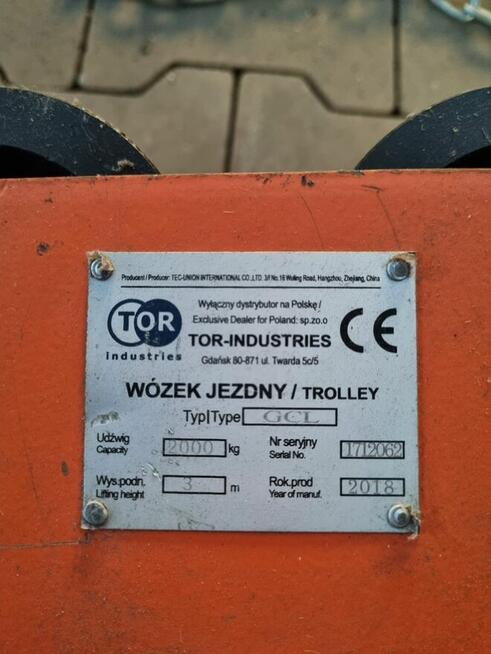 Producent / Producer: TEC-UNION INTERNATIONAL CO.,LTD. 3/f No.16 Wuling Road, Hangzhou, Zhejiang, China
TOR
industries
Wyłączny dystrybutor na Polskę /
Exclusive Dealer for Poland: sp.zo.o
TOR-INDUSTRIES
Gdańsk 80-871 ul. Twarda 5c/5
CE
WÓZEK JEZDNY / TROLLEY
Typ|Type GCL
Udźwig 2000 kg
Capacity
Nr seryjny 1712062
Serial No.
Wys.podn. 3 m
Lifting height
Rok.prod 2018
Year of manuf.